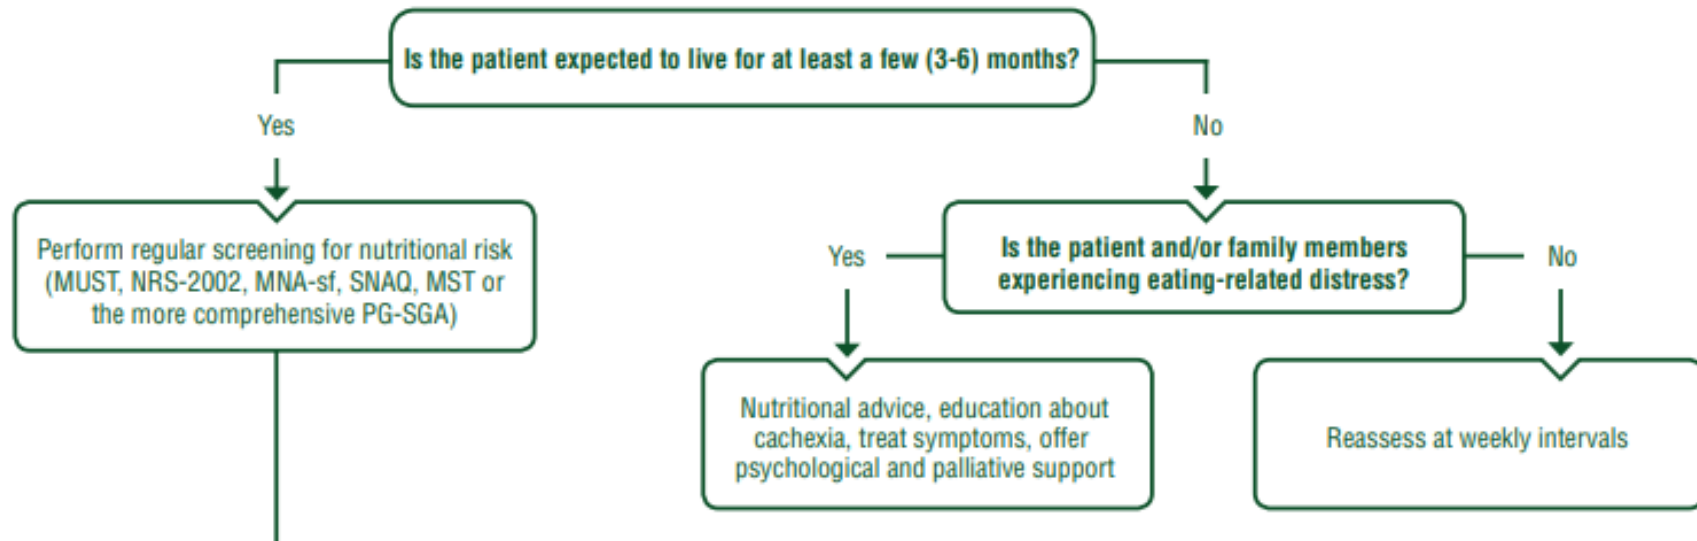 Is the patient expected to live for at least a few (3-6) months?
Yes
No
Perform regular screening for nutritional risk
(MUST, NRS-2002, MNA-sf, SNAQ, MST or
the more comprehensive PG-SGA)
Yes
Is the patient and/or family members
experiencing eating-related distress?
No
Nutritional advice, education about
cachexia, treat symptoms, offer
psychological and palliative support
Reassess at weekly intervals